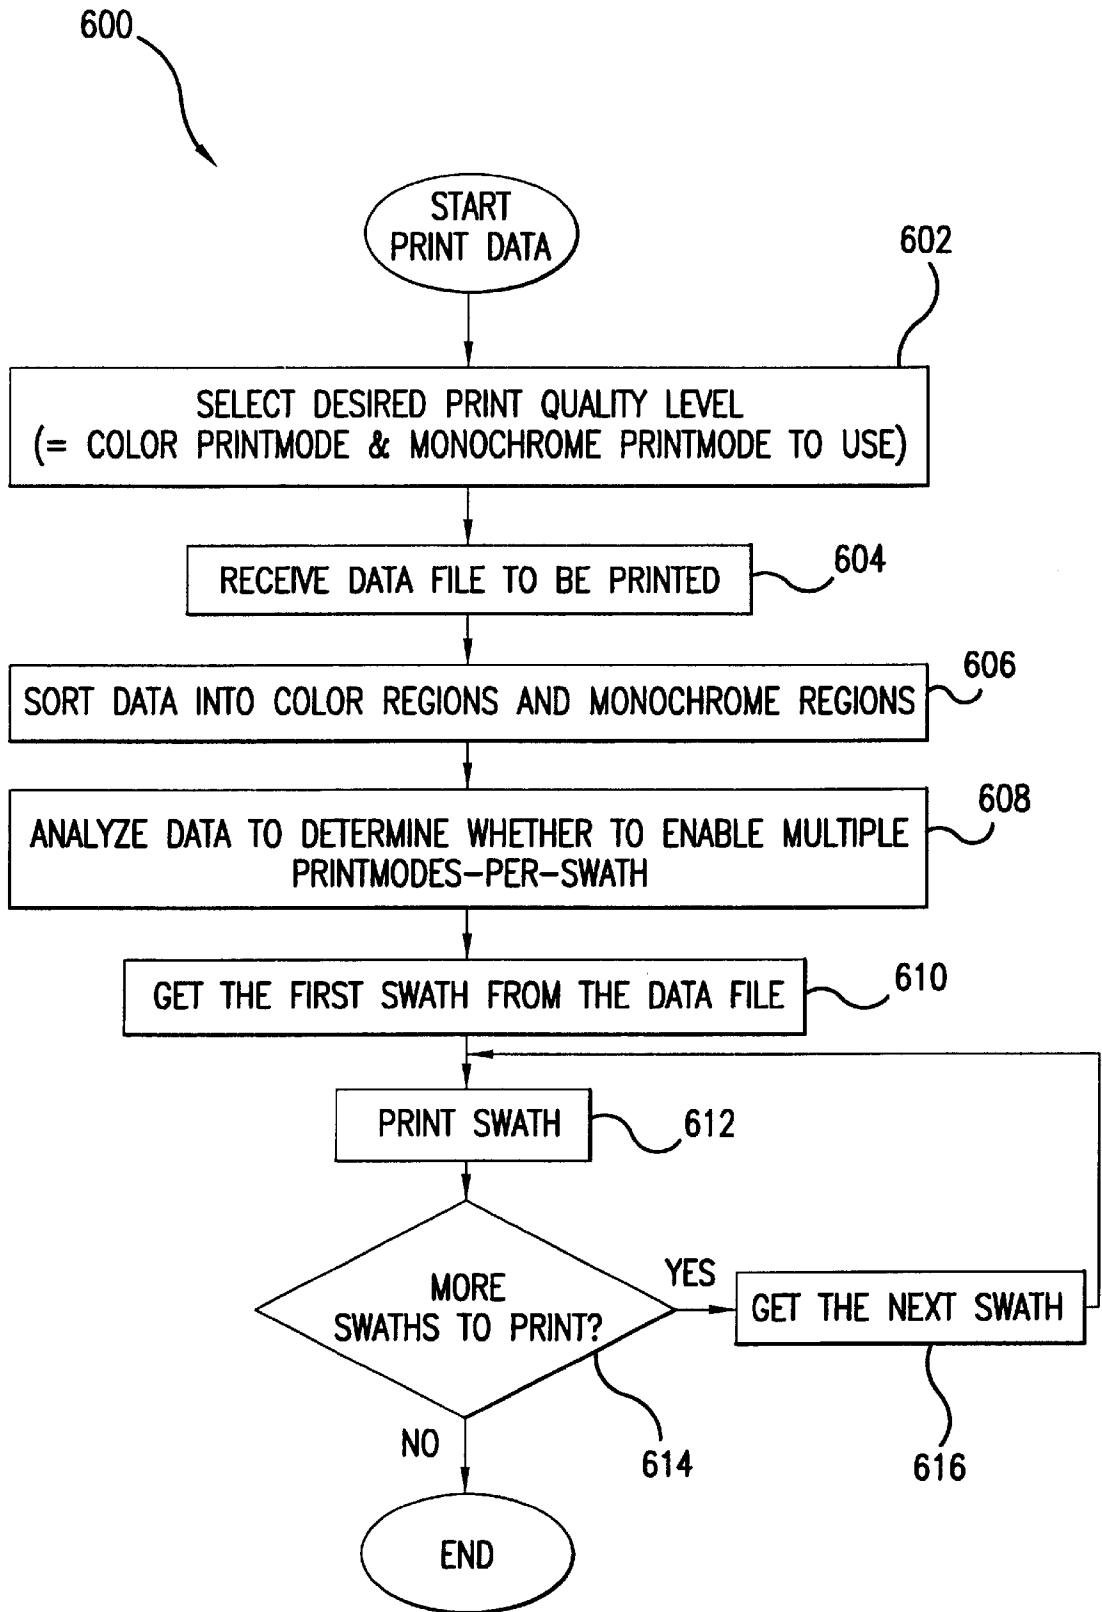 600
START
PRINT DATA
602
SELECT DESIRED PRINT QUALITY LEVEL
(= COLOR PRINTMODE & MONOCHROME PRINTMODE TO USE)
RECEIVE DATA FILE TO BE PRINTED
604
SORT DATA INTO COLOR REGIONS AND MONOCHROME REGIONS
606
ANALYZE DATA TO DETERMINE WHETHER TO ENABLE MULTIPLE
PRINTMODES-PER-SWATH
608
GET THE FIRST SWATH FROM THE DATA FILE
610
PRINT SWATH
612
MORE
SWATHS TO PRINT?
YES
GET THE NEXT SWATH
NO
614
616
END